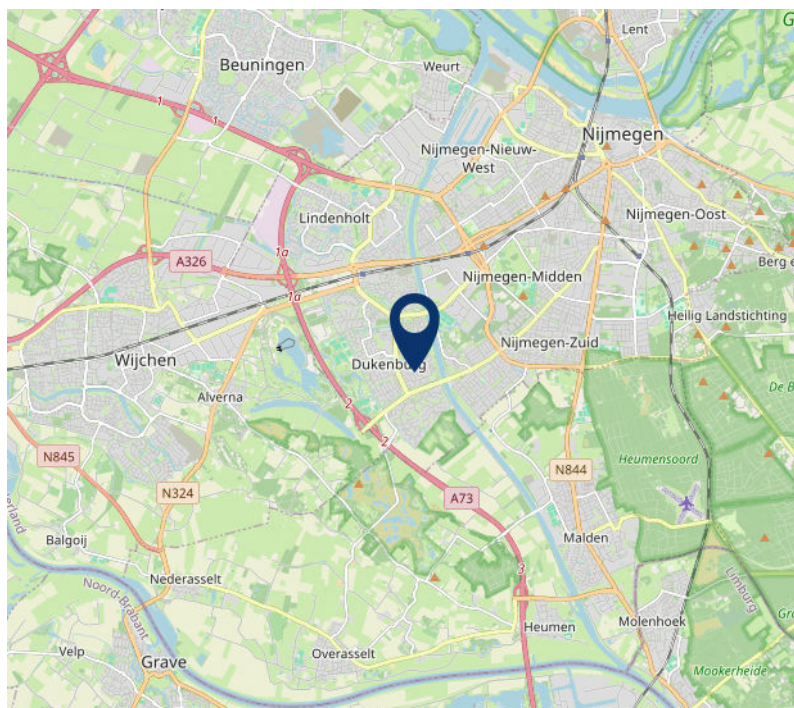 G
Lent
Beuningen
Weurt
1
Nijmegen
Nijmegen-Nieuw-
West
1
Lindenholt
Nijmegen-Oost
1a
A326
Berg e
1a
Nijmegen-Midden
Heilig Landstichting
Nijmegen-Zuid
Wijchen
Dukenburg
De B
Alverna
2
2
N845
Heumensoord
N844
N324
A73
erland
Malden
Balgoij
3
Nederasselt
Noord-Brabant
Limburg
Gro
Molenhoek
Heumen
Velp
Overasselt
Grave
Mookerheide